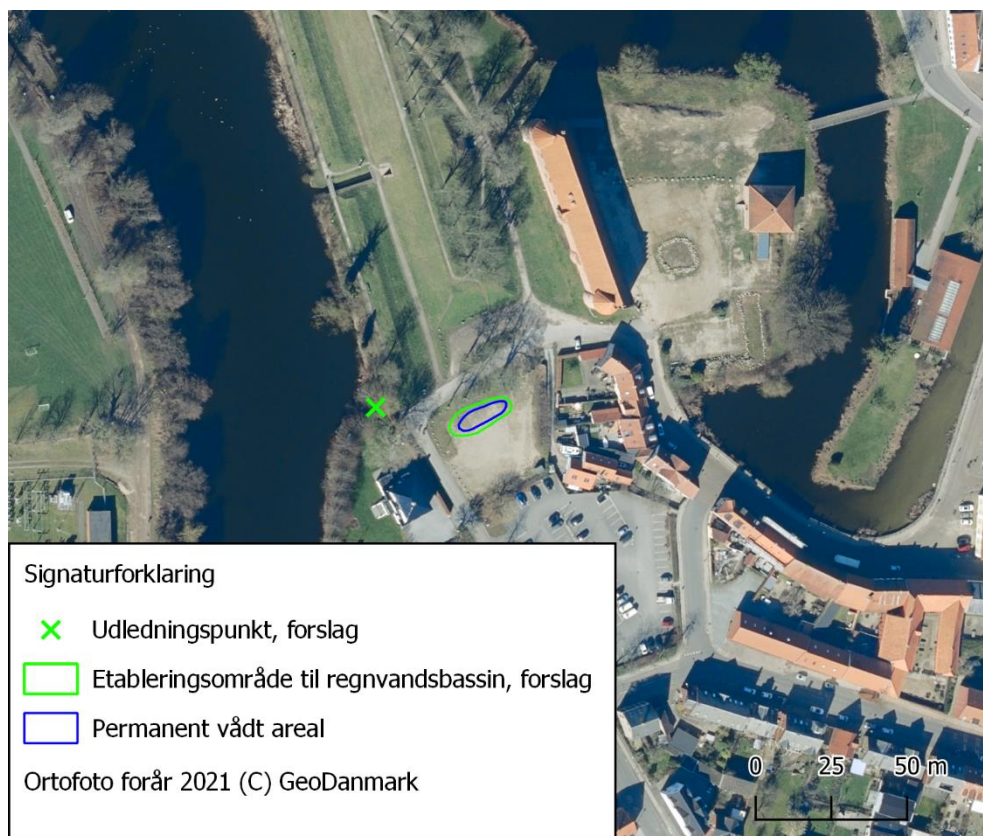 Signaturforklaring
Udledningspunkt, forslag
Etableringsområde til regnvandsbassin, forslag
Permanent vådt areal
Ortofoto forår 2021 (C) GeoDanmark
0 25 50 m